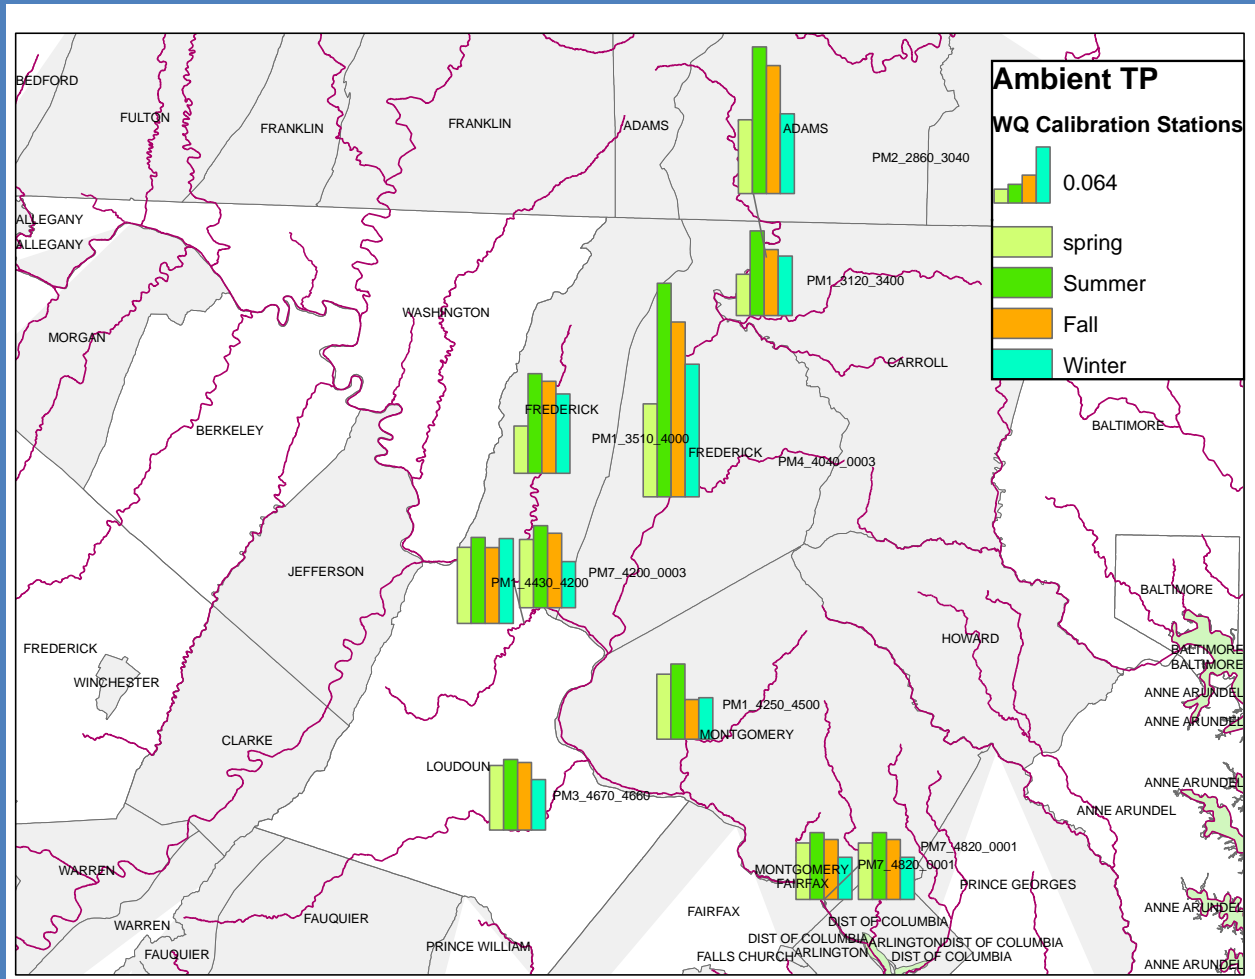 Ambient TP
WQ Calibration Stations
0.064
spring
Summer
Fall
Winter
BEDFORD
FULTON
FRANKLIN
FRANKLIN
ADAMS
ADAMS
PM2_2860_3040
ALLEGANY
ALLEGANY
PM1_3120_3400
WASHINGTON
MORGAN
CARROLL
FREDERICK
BALTIMORE
BERKELEY
PM1_3510_4000
FREDERICK
PM4_4040_0003
JEFFERSON
PM1_4430_4200
PM7_4200_0003
BALTIMORE
HOWARD
FREDERICK
BALTIMORE
BALTIMORE
WINCHESTER
ANNE ARUNDEL
PM1_4250_4500
ANNE ARUNDEL
MONTGOMERY
CLARKE
LOUDOUN
ANNE ARUNDEL
PM3_4670_4660
ANNE ARUNDEL
PM7_4820_0001
PM7_4820_0001
WARREN
MONTGOMERY
FAIRFAX
PRINCE GEORGES
ANNE ARUNDEL
FAIRFAX
FAUQUIER
WARREN
DIST OF COLUMBIA
DIST OF COLUMBIA
ARLINGTON
DIST OF COLUMBIA
PRINCE WILLIAM
FAUQUIER
FALLS CHURCH
ARLINGTON
DIST OF COLUMBIA
ANNE ARUNDEL